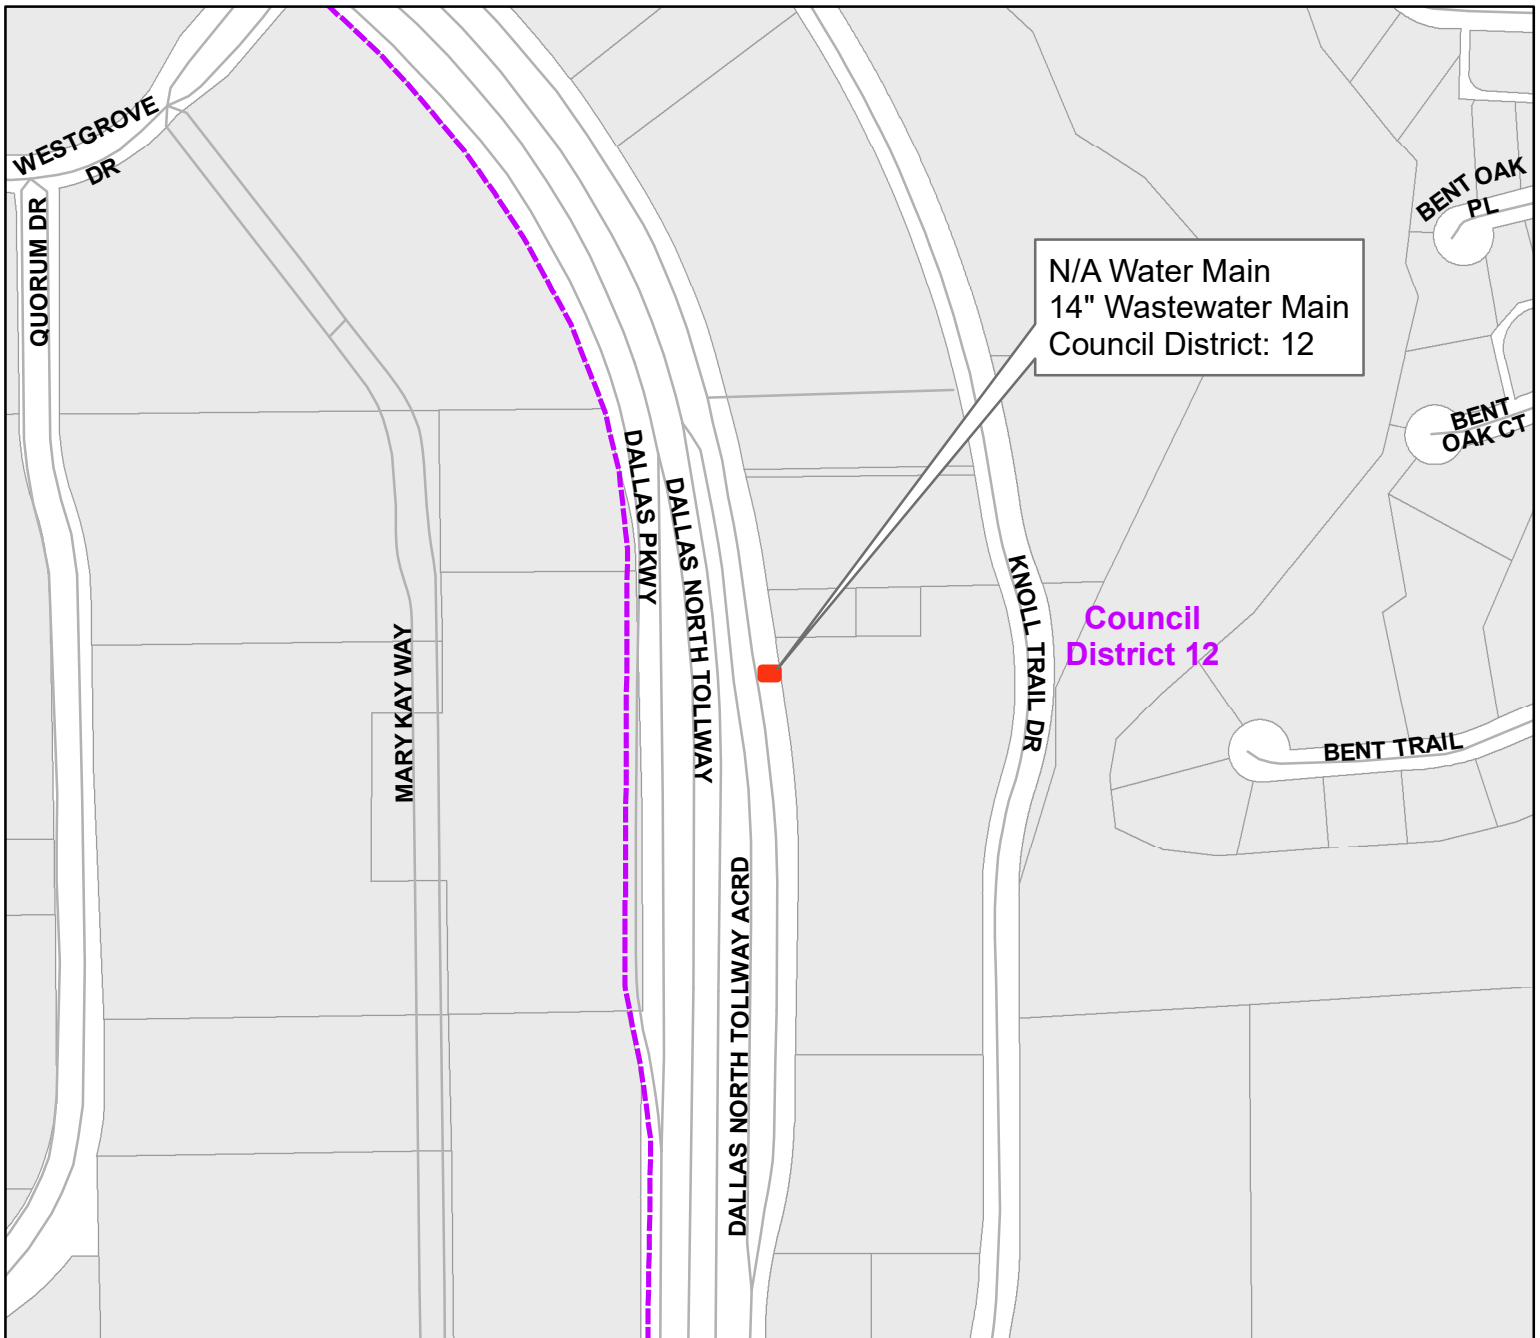 WESTGROVE
DR
QUORUM DR
BENT OAK
PL
N/A Water Main
14" Wastewater Main
Council District: 12
BENT
OAK CT
DALLAS PKWY
DALLAS NORTH TOLLWAY
KNOLL TRAIL DR
Council
District 12
MARY KAY WAY
BENT TRAIL
DALLAS NORTH TOLLWAY ACRD